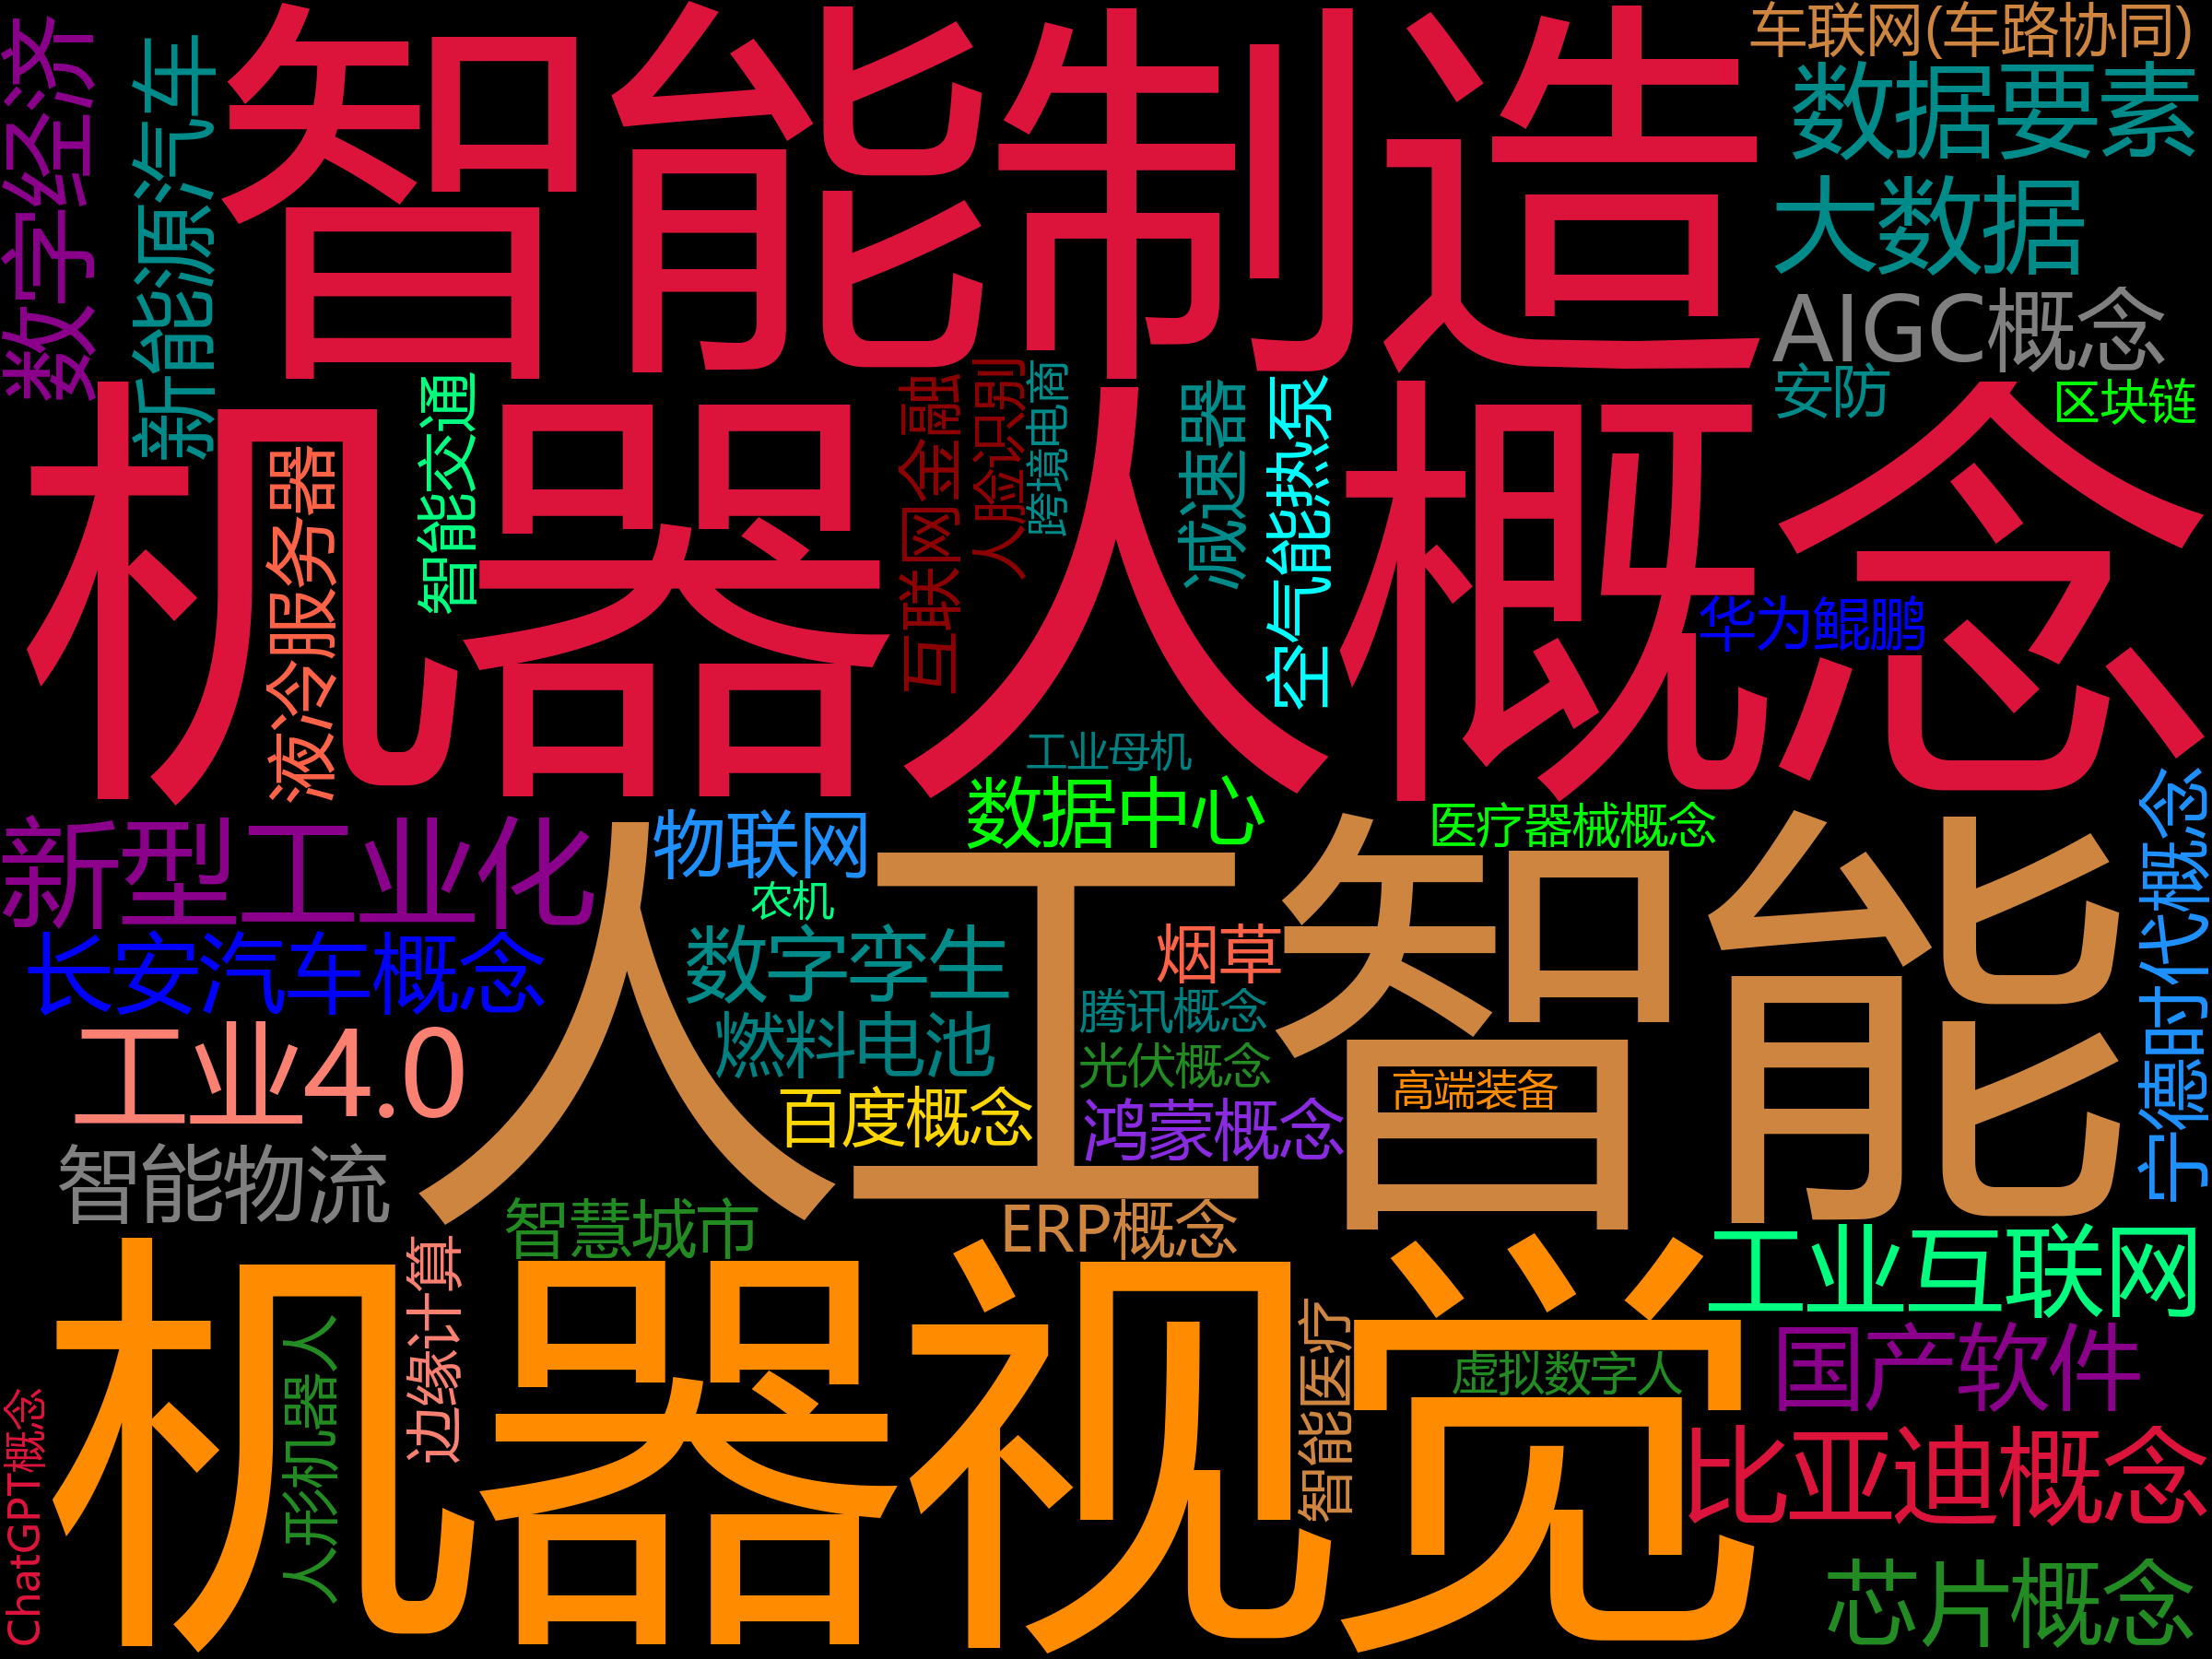 智能制造
车联网(车路协同)
数据要素
大数据
AIGC概念
安防
区块链
数字经济
新能源汽车
机器人概念
液冷服务器
智能交通
互联网金融
人脸识别
跨境电商
减速器
空气能热泵
华为鲲鹏
工业母机
数据中心
医疗器械概念
物联网
农机
新型工业化
长安汽车概念
工业4.0
智能物流
人工智能
数字孪生
燃料电池
百度概念
烟草
腾讯概念
光伏概念
鸿蒙概念
高端装备
宁德时代概念
智慧城市
ERP概念
工业互联网
国产软件
比亚迪概念
芯片概念
机器视觉
边缘计算
人形机器人
ChatGPT概念
智能医疗
虚拟数字人